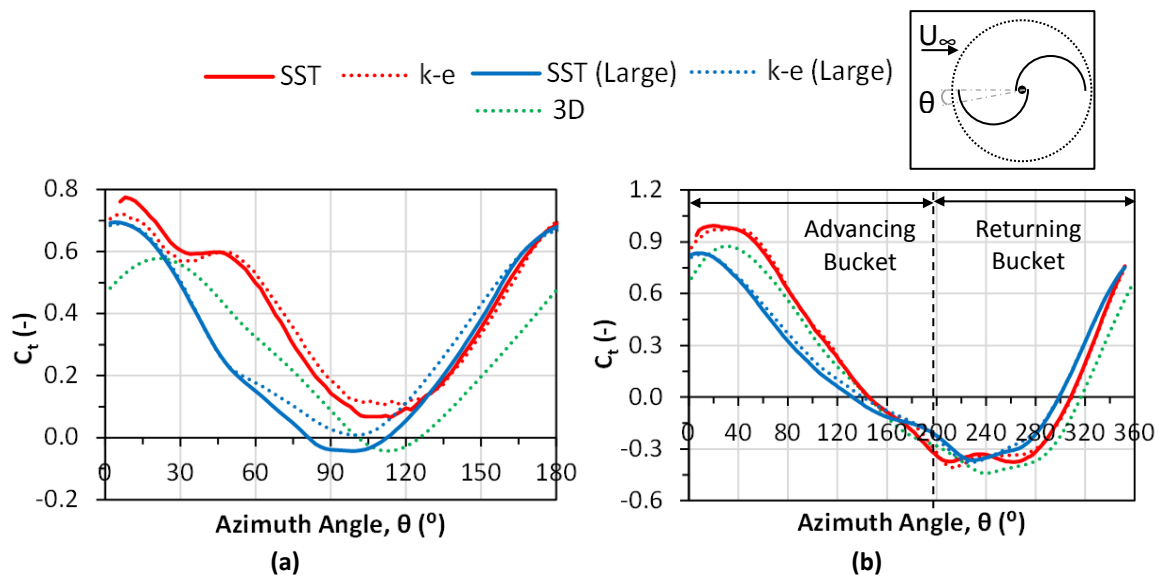 U∞
θ
SST k-e SST (Large) k-e (Large)
3D
0.8
0.6
0.4
0.2
0.0
-0.2
0 30 60 90 120 150 180
Ct (-)
Azimuth Angle, θ (⁰)
(a)
1.2
0.9
0.6
0.3
0.0
-0.3
-0.6
0 40 80 120 160 200 240 280 320 360
Ct (-)
Advancing
Bucket
Returning
Bucket
Azimuth Angle, θ (⁰)
(b)